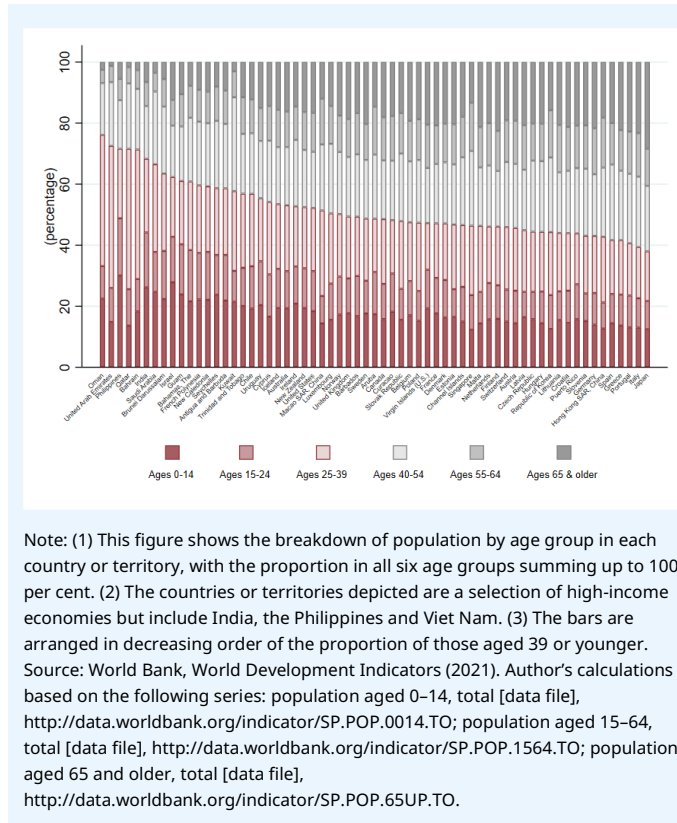 100
80
60
40
20
0
(percentage)
Oman
United Arab Emirates
Philippines
Qatar
Bahrain
India
Saudi Arabia
Brunei Darussalam
Israel
Guam
Bahamas, The
French Polynesia
New Caledonia
Seychelles
Antigua and Barbuda
Kuwait
Trinidad and Tobago
Chile
Uruguay
Cyprus
Iceland
Australia
Ireland
New Zealand
United States
Macao SAR, China
Luxembourg
Norway
United Kingdom
Barbados
Sweden
Aruba
Canada
Curacao
Slovak Republic
Belgium
Poland
Virgin Islands (U.S.)
France
Denmark
Estonia
Channel Islands
Singapore
Malta
Netherlands
Finland
Switzerland
Austria
Latvia
Czech Republic
Hungary
Republic of Korea
Lithuania
Croatia
Puerto Rico
Slovenia
Germany
Hong Kong SAR, China
Spain
Greece
Portugal
Italy
Japan
Ages 0-14 Ages 15-24 Ages 25-39 Ages 40-54 Ages 55-64 Ages 65 & older
Note: (1) This figure shows the breakdown of population by age group in each
country or territory, with the proportion in all six age groups summing up to 100
per cent. (2) The countries or territories depicted are a selection of high-income
economies but include India, the Philippines and Viet Nam. (3) The bars are
arranged in decreasing order of the proportion of those aged 39 or younger.
Source: World Bank, World Development Indicators (2021). Author’s calculations
based on the following series: population aged 0–14, total [data file],
http://data.worldbank.org/indicator/SP.POP.0014.TO; population aged 15–64,
total [data file], http://data.worldbank.org/indicator/SP.POP.1564.TO; population
aged 65 and older, total [data file],
http://data.worldbank.org/indicator/SP.POP.65UP.TO.